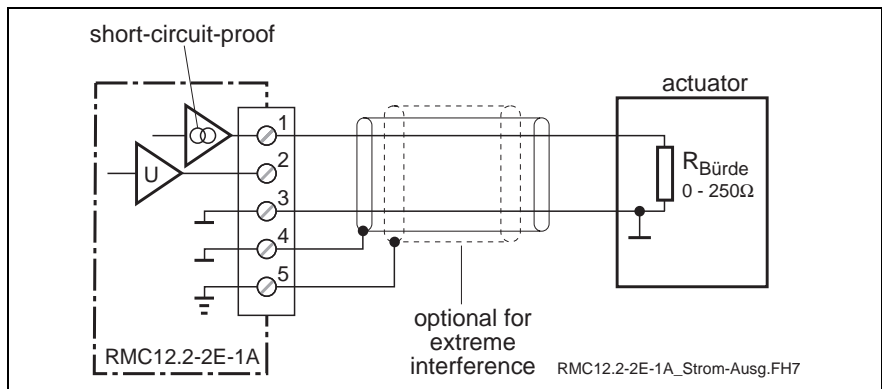 short-circuit-proof
actuator
1
2
U
3
4
5
R Bürde
0 - 250Ω
optional for
extreme
interference
RMC12.2-2E-1A
RMC12.2-2E-1A_Strom-Ausg.FH7